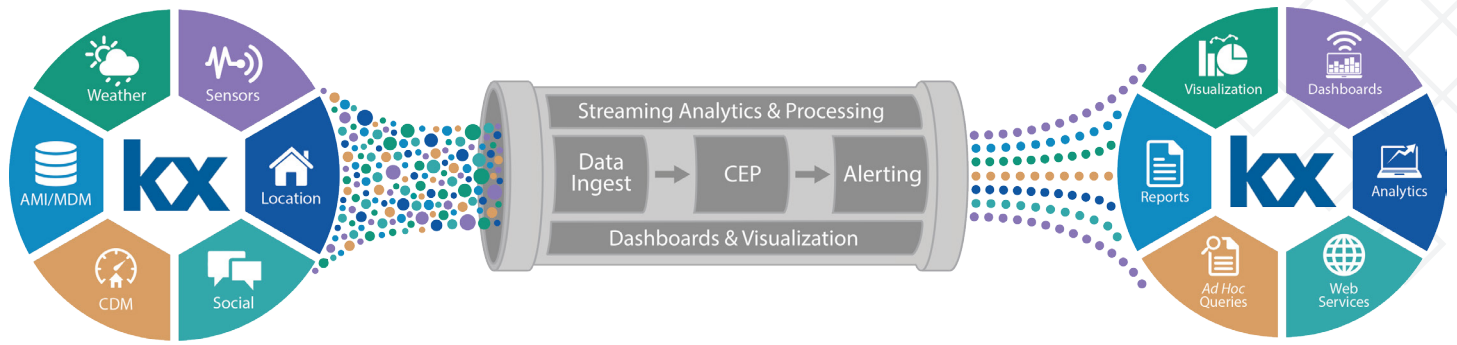 Weather
Sensors
AMI/MDM
kx
Location
CDM
Social
Streaming Analytics & Processing
Data
Ingest
CEP
Alerting
Dashboards & Visualization
Visualization
Dashboards
Reports
kx
Analytics
Ad Hoc
Queries
Web
Services